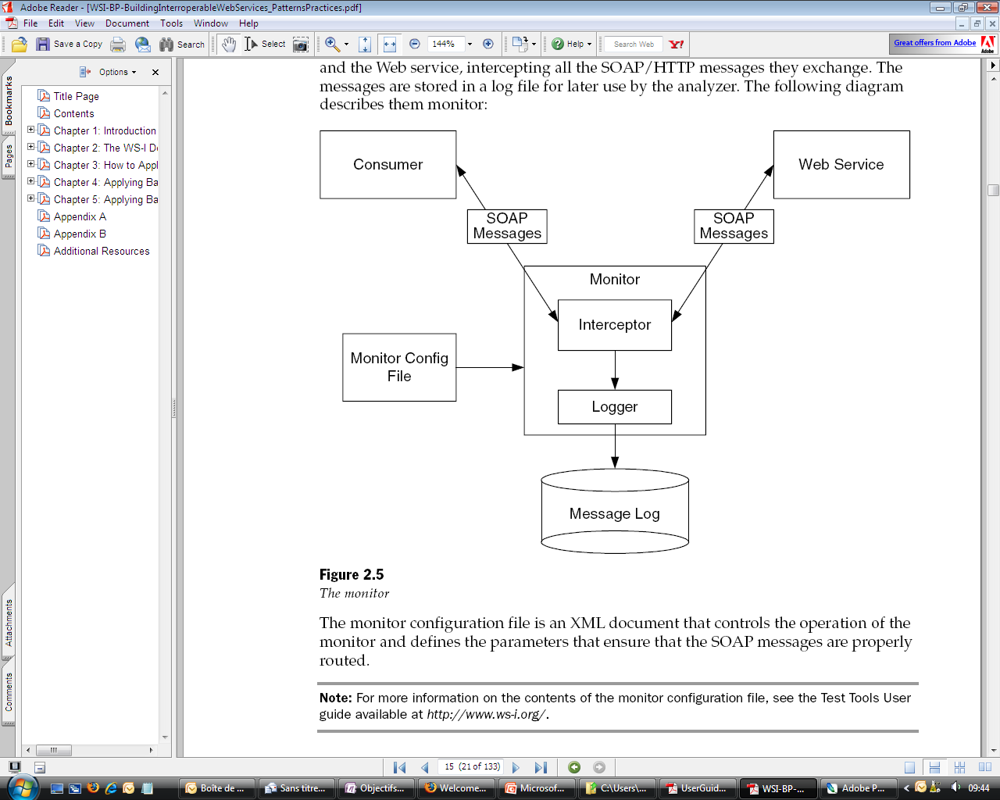 Adobe Reader - [WSI-BP-BuildingInterroperableWebServices_PatternsPractices.pdf]
File Edit View Document Tools Window Help
Save a Copy Search Select 144% Help Search Web Y! Great offers from Adobe Adobe
Options
Bookmarks
Pages
Attachments
Comments
Title Page
Contents
Chapter 1: Introduction
Chapter 2: The WS-I De
Chapter 3: How to Appl
Chapter 4: Applying Ba
Chapter 5: Applying Ba
Appendix A
Appendix B
Additional Resources
and the Web service, intercepting all the SOAP/HTTP messages they exchange. The
messages are stored in a log file for later use by the analyzer. The following diagram
describes them monitor:
Consumer
Web Service
SOAP
Messages
SOAP
Messages
Monitor
Interceptor
Monitor Config
File
Logger
Message Log
Figure 2.5
The monitor
The monitor configuration file is an XML document that controls the operation of the
monitor and defines the parameters that ensure that the SOAP messages are properly
routed.
Note: For more information on the contents of the monitor configuration file, see the Test Tools User
guide available at http://www.ws-i.org/.
15 (21 of 133)
Boîte de ... Sans titre... Objectifs... Welcome... Microsof... C:\Users\... UserGuid... WSI-BP-... Adobe P... 09:44